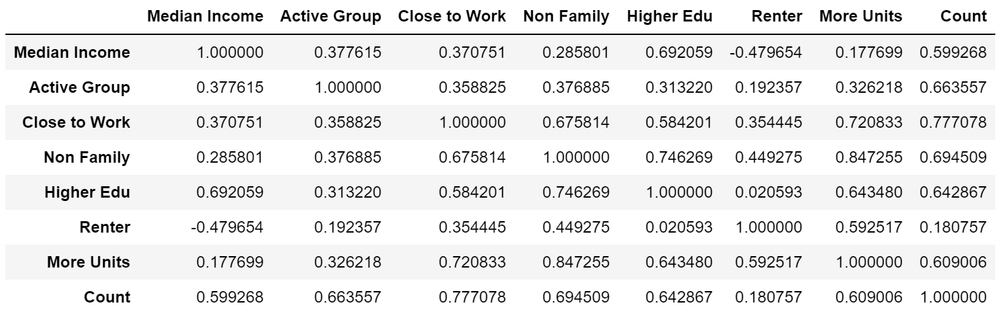 Median Income Active Group Close to Work Non Family Higher Edu Renter More Units Count
Median Income 1.000000 0.377615 0.370751 0.285801 0.692059 -0.479654 0.177699 0.599268
Active Group 0.377615 1.000000 0.358825 0.376885 0.313220 0.192357 0.326218 0.663557
Close to Work 0.370751 0.358825 1.000000 0.675814 0.584201 0.354445 0.720833 0.777078
Non Family 0.285801 0.376885 0.675814 1.000000 0.746269 0.449275 0.847255 0.694509
Higher Edu 0.692059 0.313220 0.584201 0.746269 1.000000 0.020593 0.643480 0.642867
Renter -0.479654 0.192357 0.354445 0.449275 0.020593 1.000000 0.592517 0.180757
More Units 0.177699 0.326218 0.720833 0.847255 0.643480 0.592517 1.000000 0.609006
Count 0.599268 0.663557 0.777078 0.694509 0.642867 0.180757 0.609006 1.000000